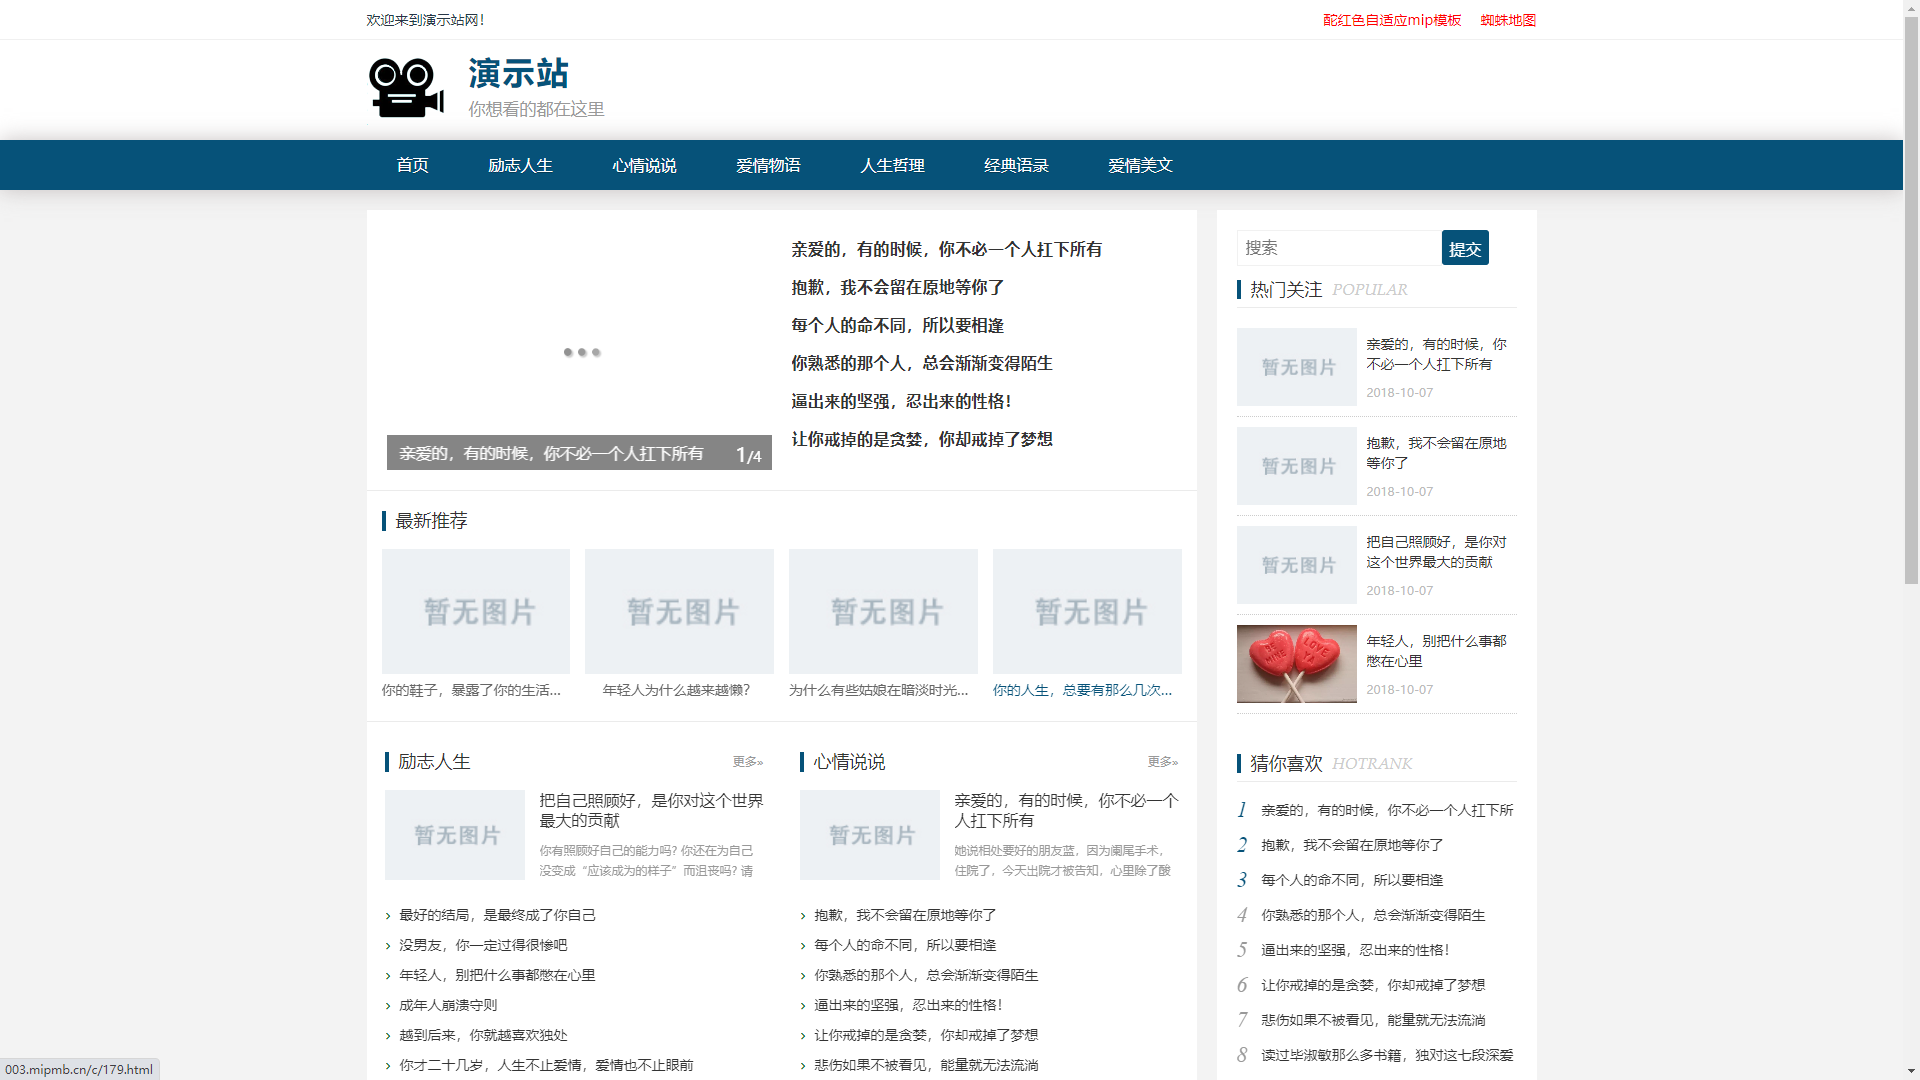 欢迎来到演示站网！
酡红色自适应mip模板 蜘蛛地图
演示站
你想看的都在这里
首页 励志人生 心情说说 爱情物语 人生哲理 经典语录 爱情美文
亲爱的，有的时候，你不必一个人扛下所有 1/4
亲爱的，有的时候，你不必一个人扛下所有
抱歉，我不会留在原地等你了
每个人的命不同，所以要相逢
你熟悉的那个人，总会渐渐变得陌生
逼出来的坚强，忍出来的性格！
让你戒掉的是贪婪，你却戒掉了梦想
最新推荐
暂无图片
你的鞋子，暴露了你的生活...
暂无图片
年轻人为什么越来越懒？
暂无图片
为什么有些姑娘在暗淡时光...
暂无图片
你的人生，总要有那么几次...
励志人生 更多»
暂无图片
把自己照顾好，是你对这个世界
最大的贡献
你有照顾好自己的能力吗? 你还在为自己
没变成“应该成为的样子”而沮丧吗? 请
› 最好的结局，是最终成了你自己
› 没男友，你一定过得很惨吧
› 年轻人，别把什么事都憋在心里
› 成年人崩溃守则
› 越到后来，你就越喜欢独处
› 你才二十几岁，人生不止爱情，爱情也不止眼前
心情说说 更多»
暂无图片
亲爱的，有的时候，你不必一个
人扛下所有
她说相处要好的朋友蓝，因为阑尾手术，
住院了，今天出院才被告知，心里除了酸
› 抱歉，我不会留在原地等你了
› 每个人的命不同，所以要相逢
› 你熟悉的那个人，总会渐渐变得陌生
› 逼出来的坚强，忍出来的性格！
› 让你戒掉的是贪婪，你却戒掉了梦想
› 悲伤如果不被看见，能量就无法流淌
搜索 提交
热门关注 POPULAR
暂无图片
亲爱的，有的时候，你
不必一个人扛下所有
2018-10-07
暂无图片
抱歉，我不会留在原地
等你了
2018-10-07
暂无图片
把自己照顾好，是你对
这个世界最大的贡献
2018-10-07
BE MINE
LOVE YA
年轻人，别把什么事都
憋在心里
2018-10-07
猜你喜欢 HOTRANK
1 亲爱的，有的时候，你不必一个人扛下所
2 抱歉，我不会留在原地等你了
3 每个人的命不同，所以要相逢
4 你熟悉的那个人，总会渐渐变得陌生
5 逼出来的坚强，忍出来的性格！
6 让你戒掉的是贪婪，你却戒掉了梦想
7 悲伤如果不被看见，能量就无法流淌
8 读过毕淑敏那么多书籍，独对这七段深爱
003.mipmb.cn/c/179.html